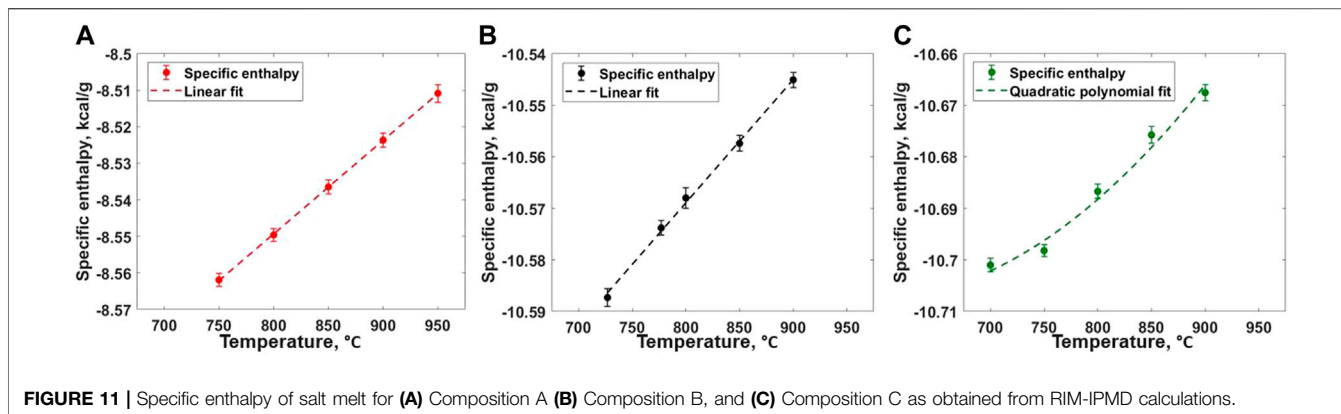 A
Specific enthalpy, kcal/g
-8.5
-8.51
-8.52
-8.53
-8.54
-8.55
-8.56
-8.57
Specific enthalpy
Linear fit
700 750 800 850 900 950
Temperature, °C
B
Specific enthalpy, kcal/g
-10.54
-10.55
-10.56
-10.57
-10.58
-10.59
Specific enthalpy
Linear fit
700 750 800 850 900 950
Temperature, °C
C
Specific enthalpy, kcal/g
-10.66
-10.67
-10.68
-10.69
-10.7
-10.71
Specific enthalpy
Quadratic polynomial fit
700 750 800 850 900 950
Temperature, °C
FIGURE 11 | Specific enthalpy of salt melt for (A) Composition A (B) Composition B, and (C) Composition C as obtained from RIM-IPMD calculations.